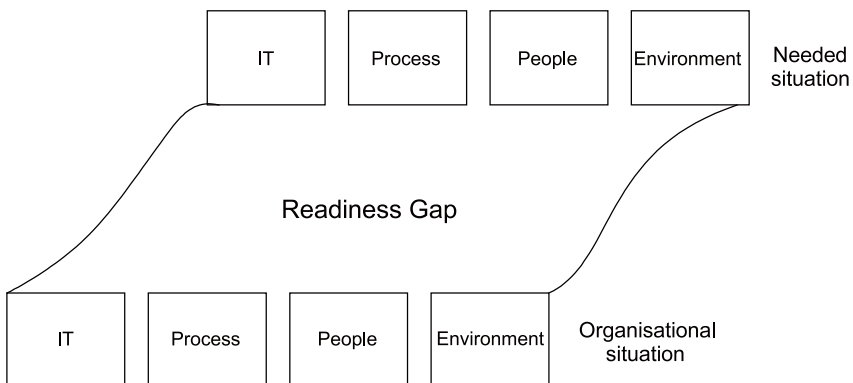 IT
Process
People
Environment
Needed
situation
Readiness Gap
IT
Process
People
Environment
Organisational
situation